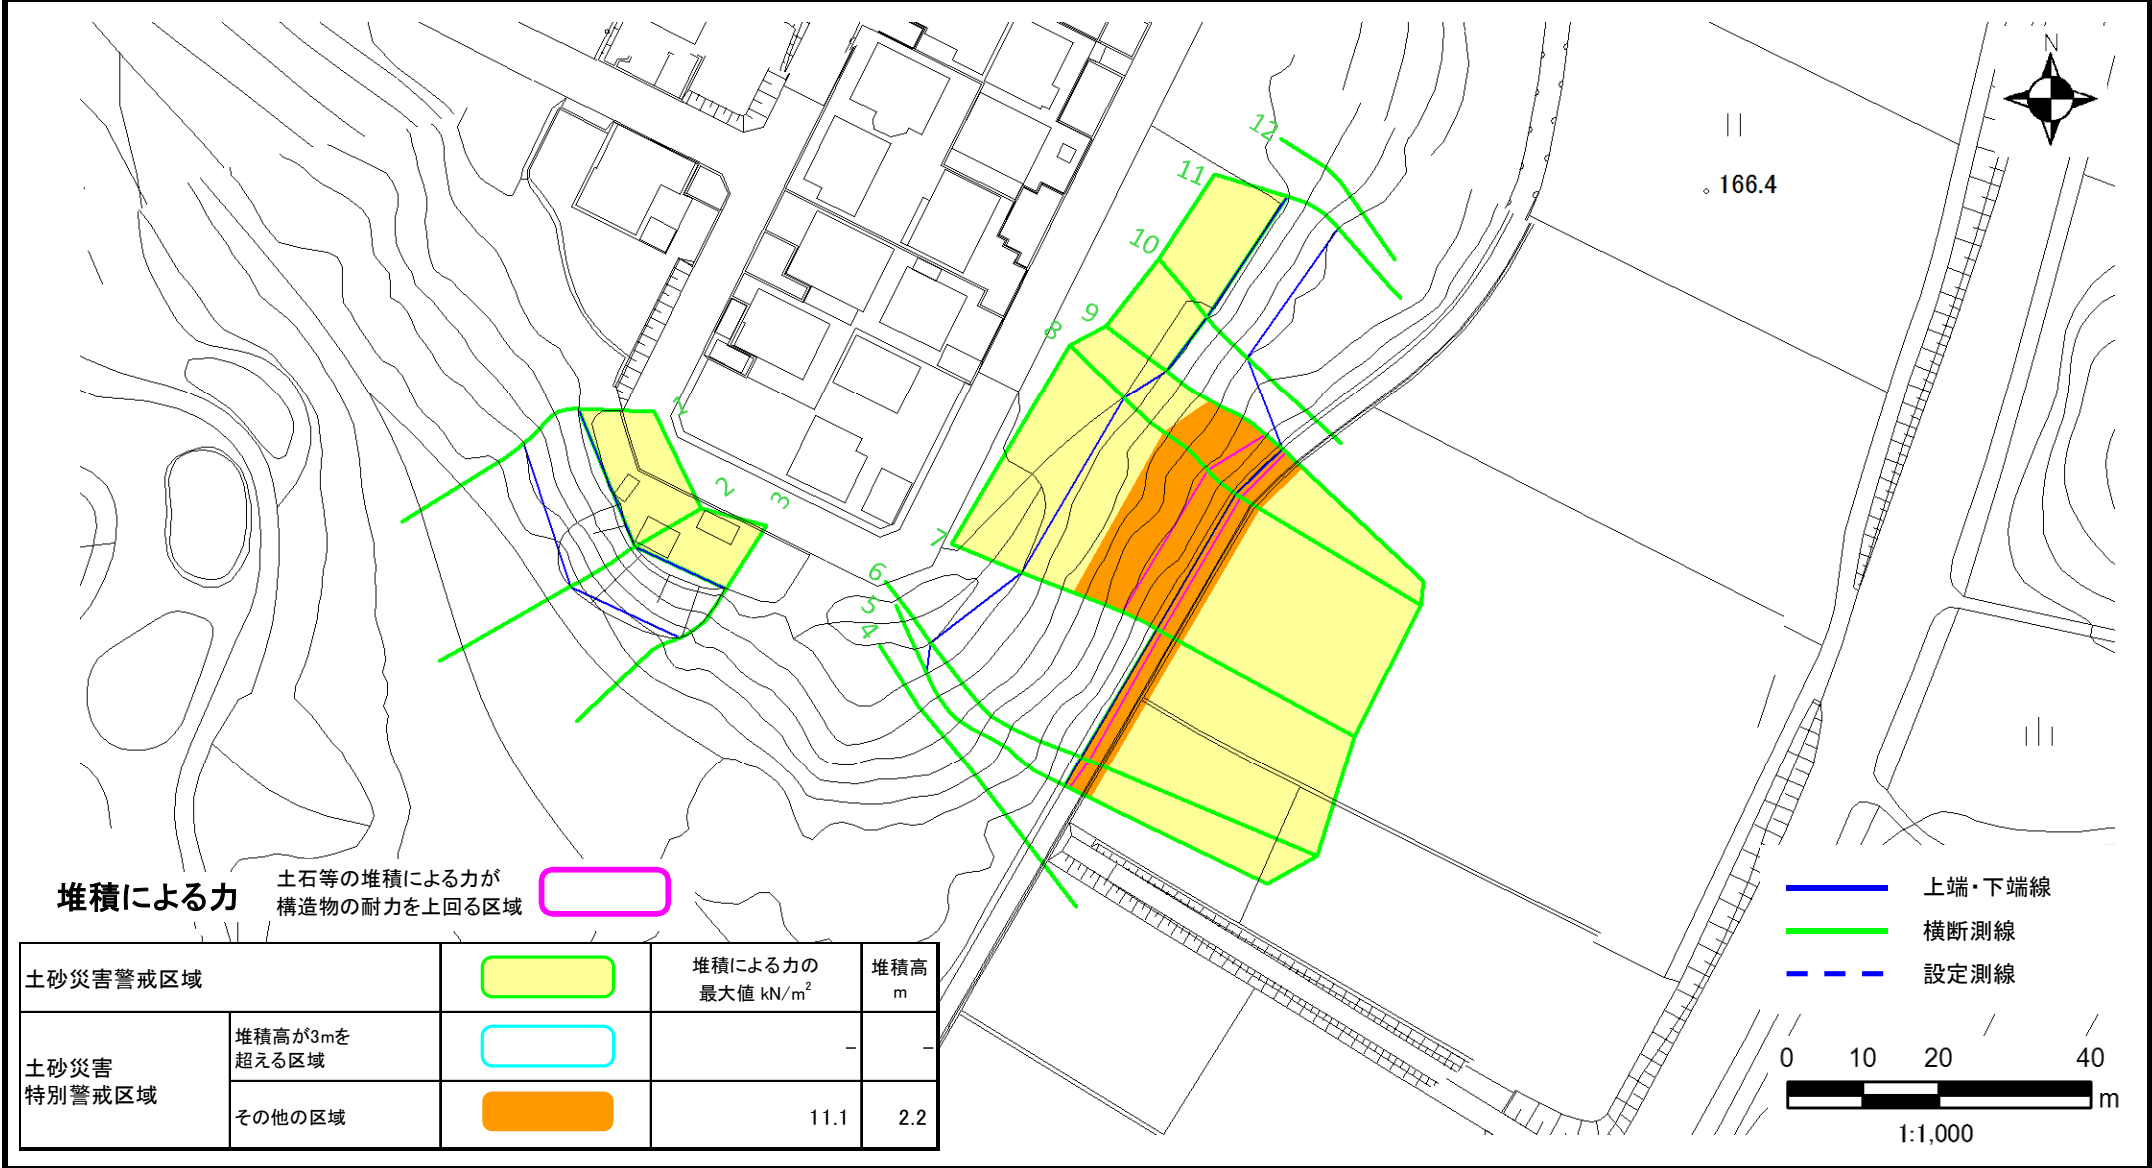 N
166.4
12
11
10
9
8
1
2
3
7
6
5
4
堆積による力
土石等の堆積による力が
構造物の耐力を上回る区域
土砂災害警戒区域
堆積による力の
最大値 kN/m²
堆積高
m
土砂災害
特別警戒区域
堆積高が3mを
超える区域
–
–
その他の区域
11.1
2.2
上端・下端線
横断測線
設定測線
0 10 20 40
m
1:1,000